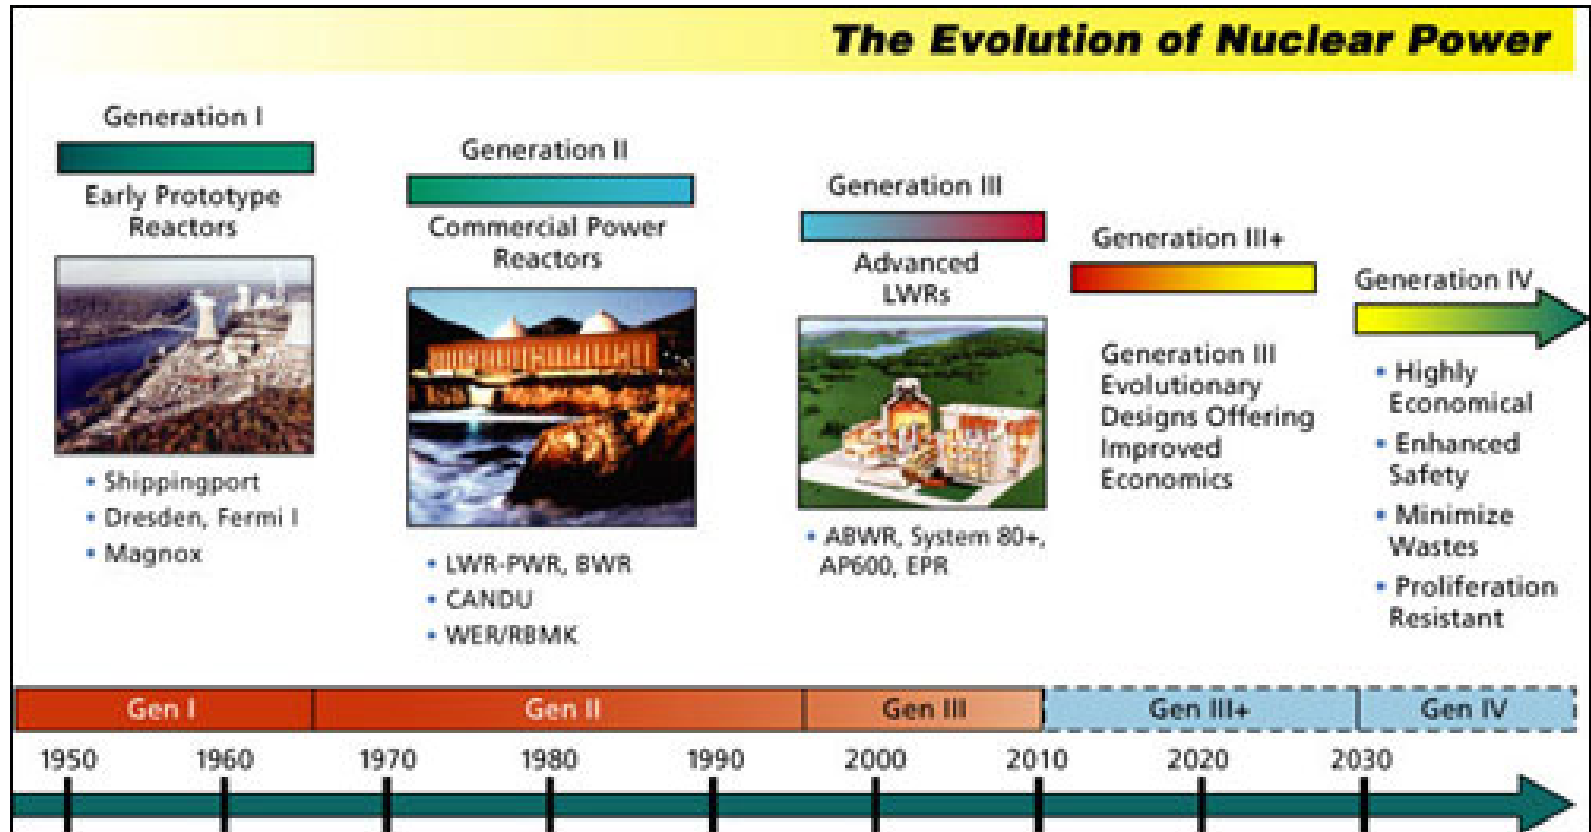 The Evolution of Nuclear Power
Generation I
Early Prototype
Reactors
• Shippingport
• Dresden, Fermi I
• Magnox
Generation II
Commercial Power
Reactors
• LWR-PWR, BWR
• CANDU
• WER/RBMK
Generation III
Advanced
LWRs
• ABWR, System 80+,
AP600, EPR
Generation III+
Generation III
Evolutionary
Designs Offering
Improved
Economics
Generation IV
• Highly
Economical
• Enhanced
Safety
• Minimize
Wastes
• Proliferation
Resistant
Gen I Gen II Gen III Gen III+ Gen IV
1950 1960 1970 1980 1990 2000 2010 2020 2030